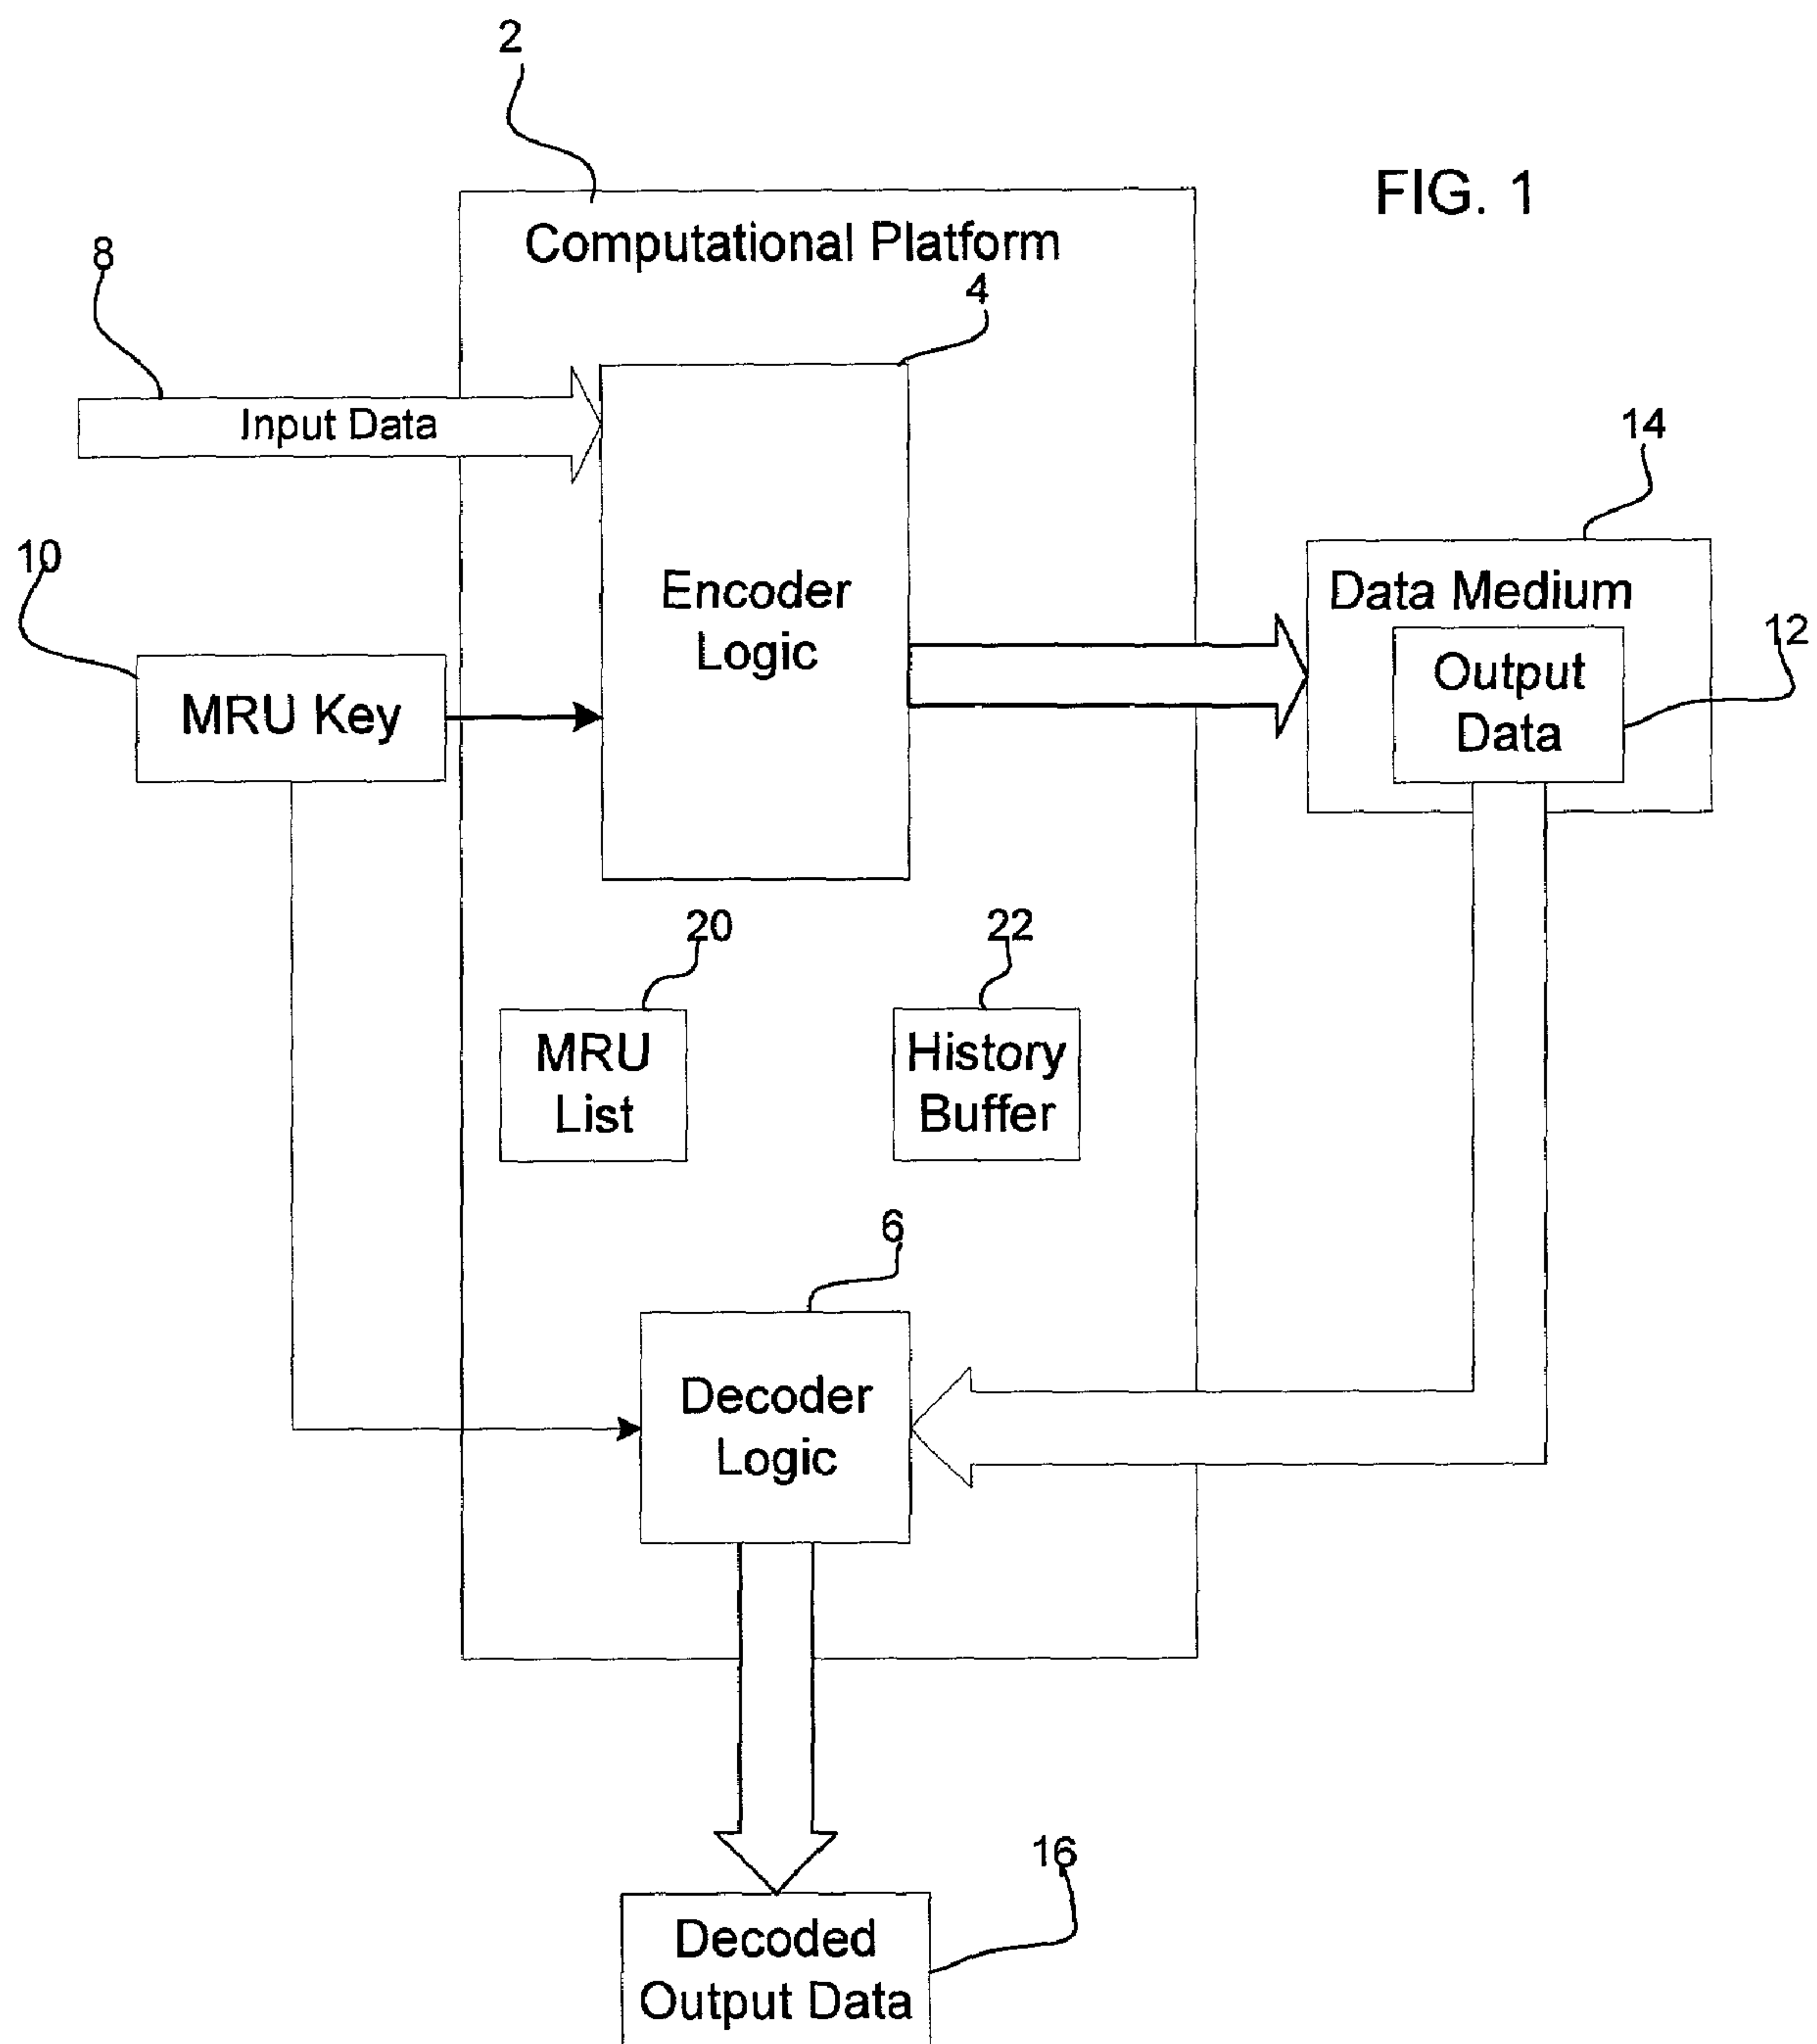 2
FIG. 1
Computational Platform
8
4
Input Data
14
10
Encoder
Logic
Data Medium
12
Output
Data
MRU Key
20
22
MRU
List
History
Buffer
6
Decoder
Logic
16
Decoded
Output Data